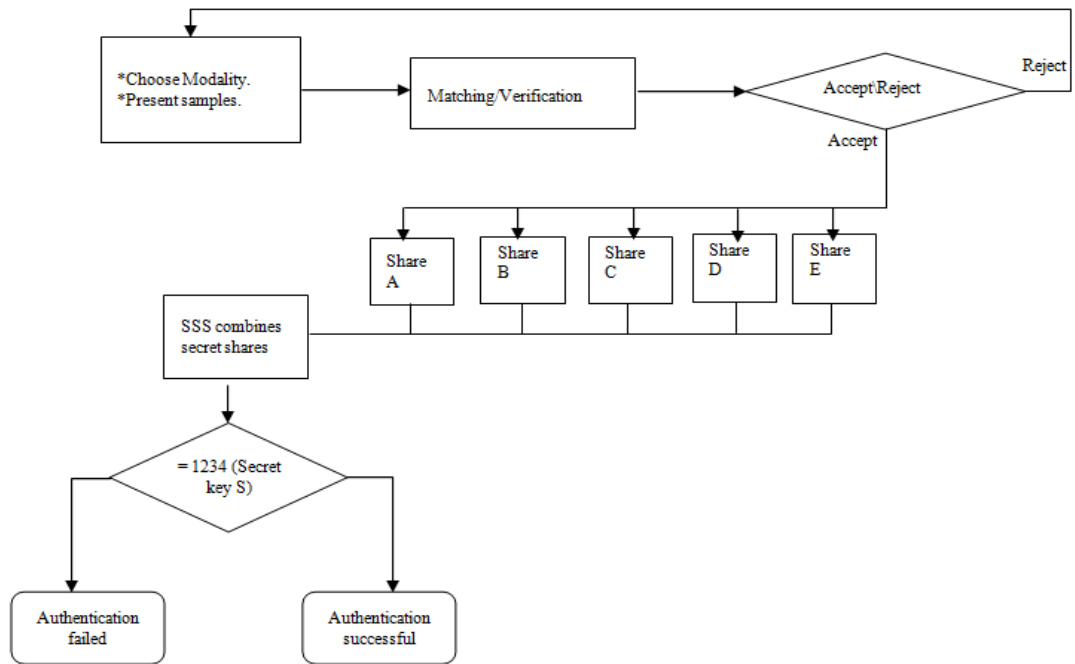 *Choose Modality.
*Present samples.
Matching/Verification
Accept\Reject
Reject
Accept
Share
A
Share
B
Share
C
Share
D
Share
E
SSS combines
secret shares
= 1234 (Secret
key S)
Authentication
failed
Authentication
successful